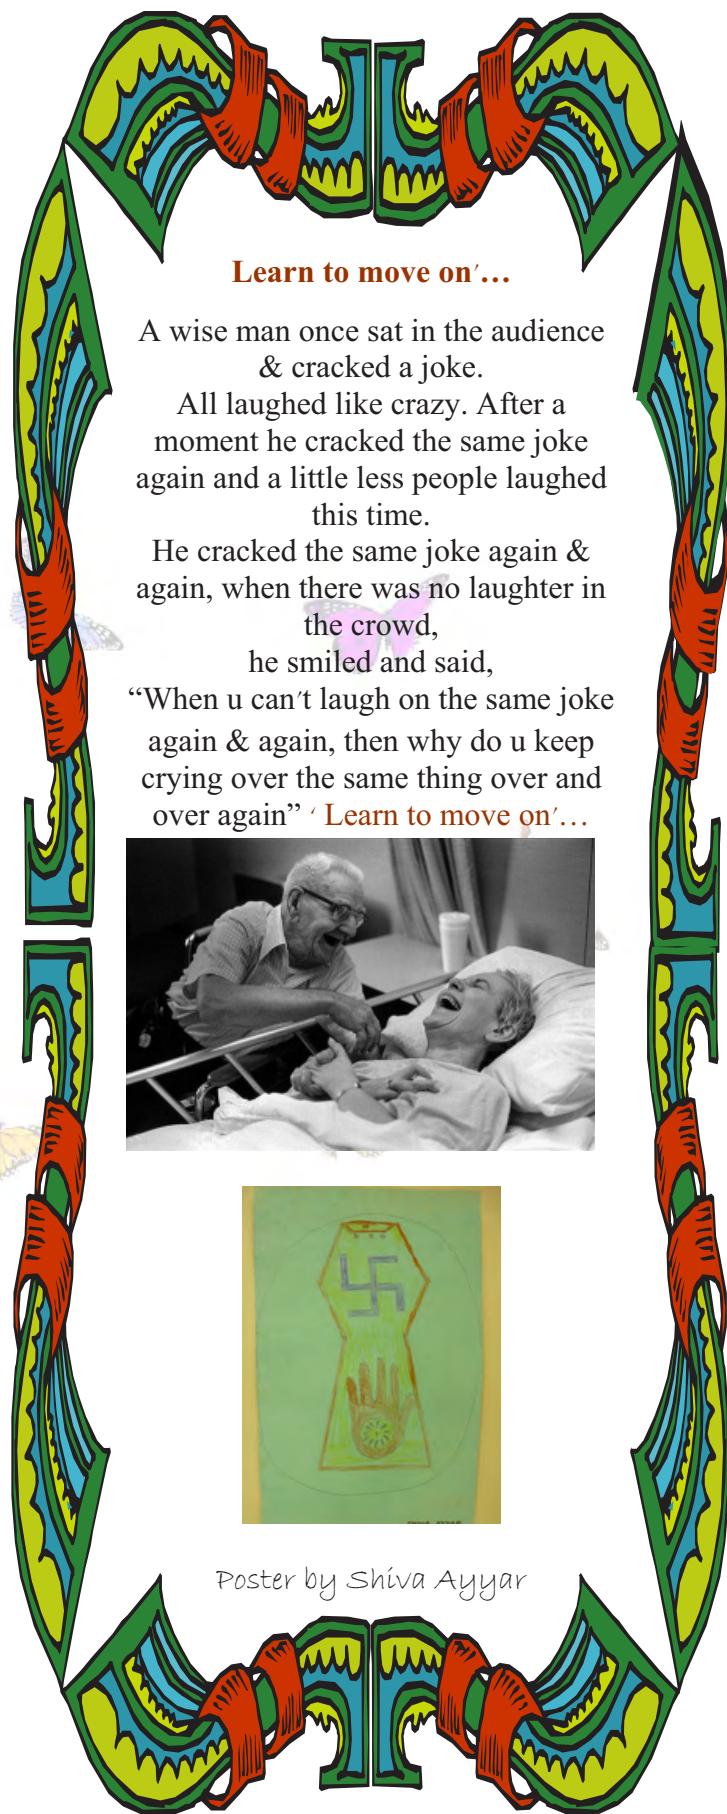 Learn to move on′…
A wise man once sat in the audience
& cracked a joke.
All laughed like crazy. After a
moment he cracked the same joke
again and a little less people laughed
this time.
He cracked the same joke again &
again, when there was no laughter in
the crowd,
he smiled and said,
“When u can′t laugh on the same joke
again & again, then why do u keep
crying over the same thing over and
over again” ‘ Learn to move on′…
Poster by Shiva Ayyar